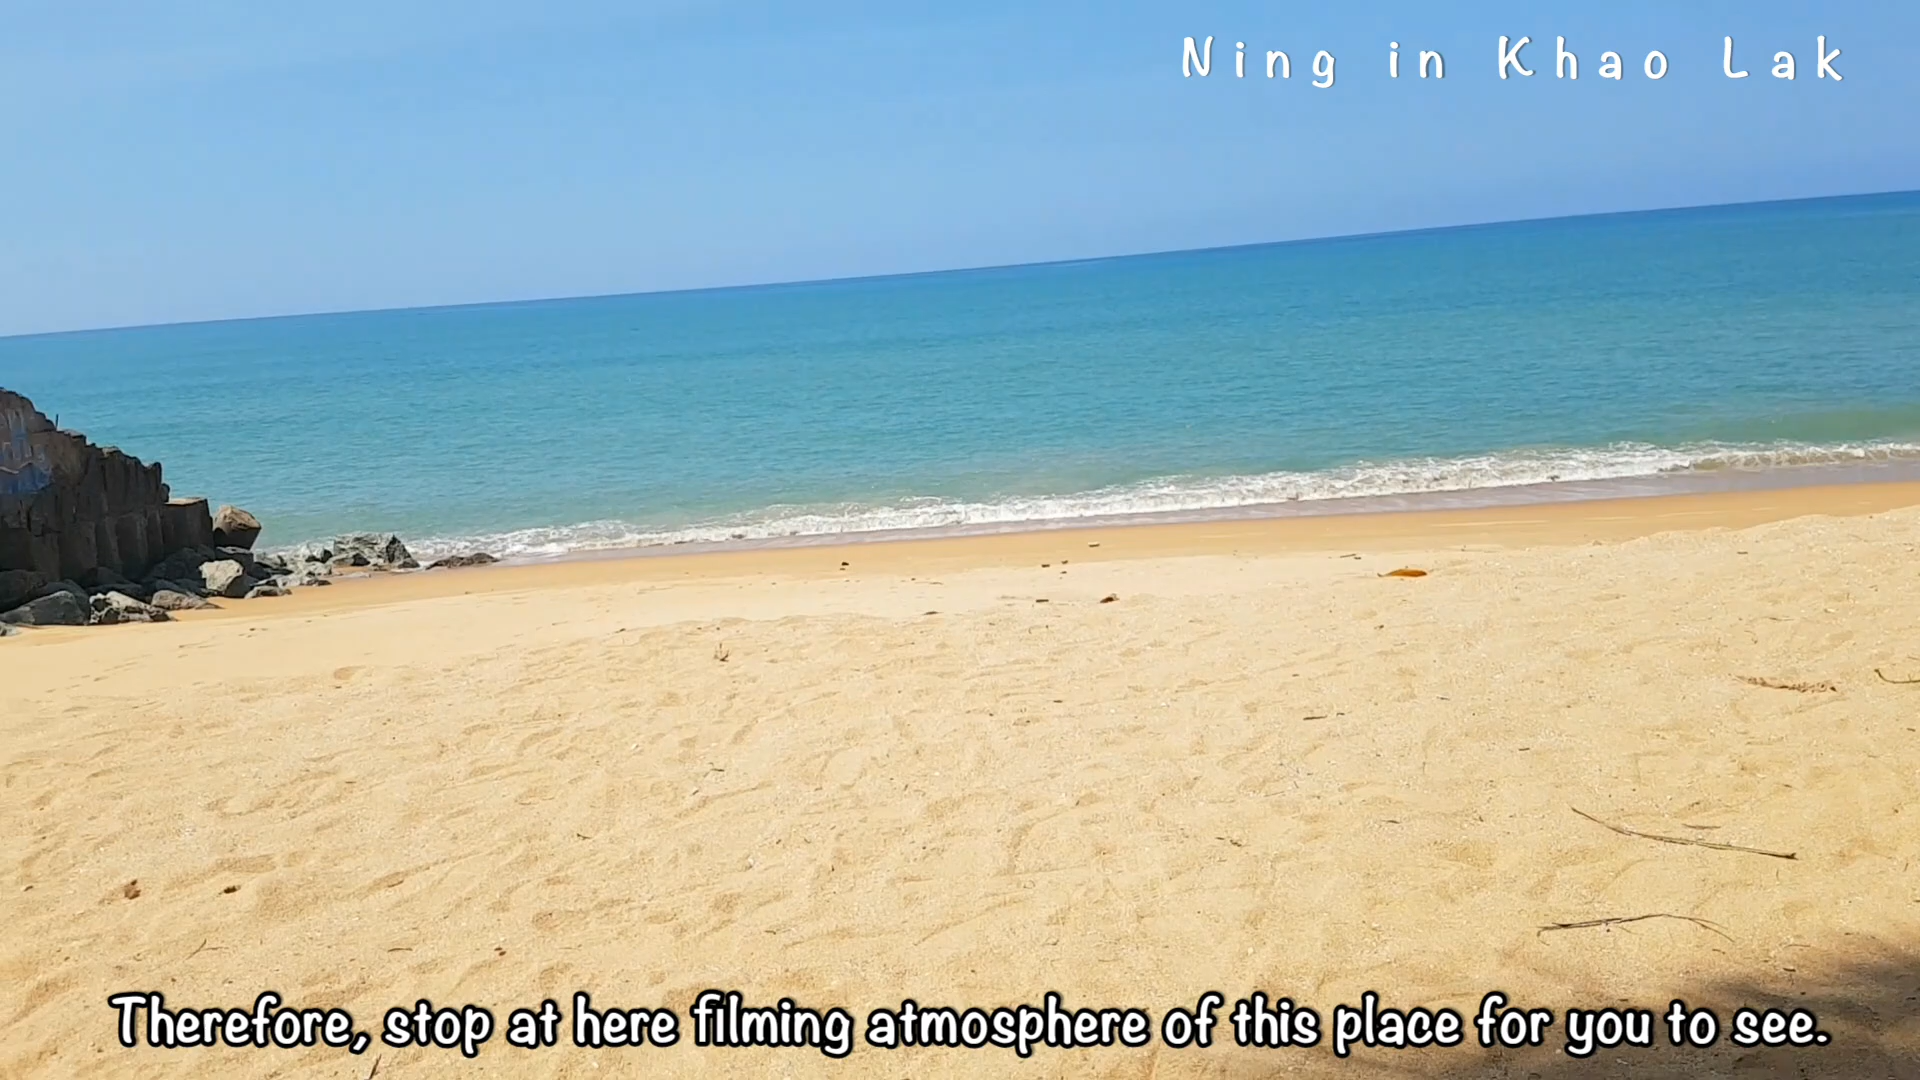 Ning in Khao Lak
Therefore, stop at here filming atmosphere of this place for you to see.